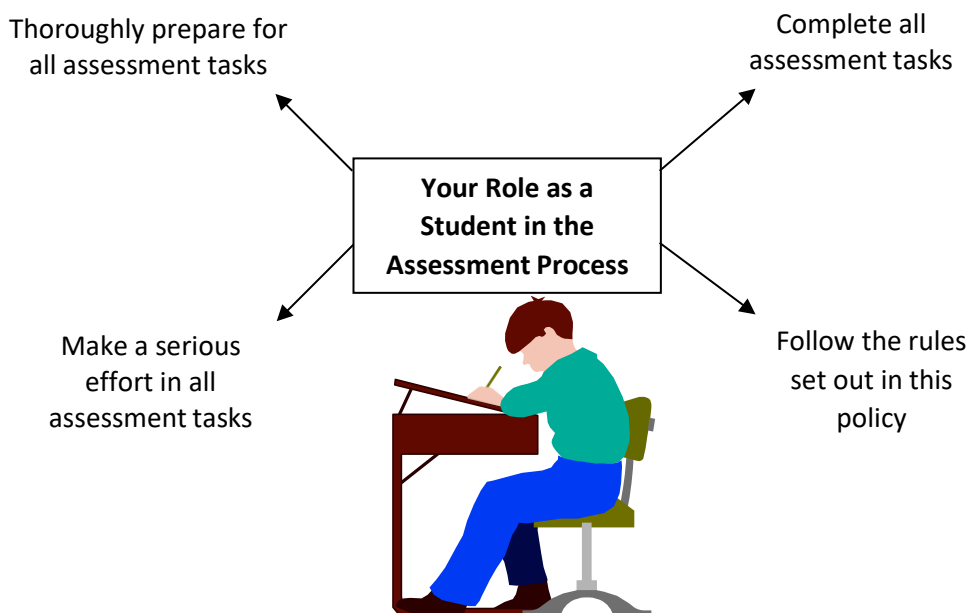 Thoroughly prepare for
all assessment tasks
Complete all
assessment tasks
Your Role as a
Student in the
Assessment Process
Make a serious
effort in all
assessment tasks
Follow the rules
set out in this
policy